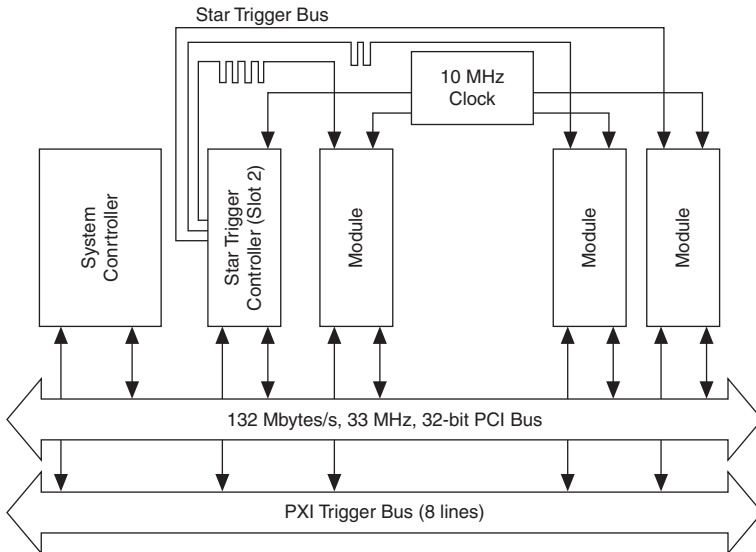 Star Trigger Bus
10 MHz
Clock
System
Conrtroller
Star Trigger
Controller (Slot 2)
Module
Module
Module
132 Mbytes/s, 33 MHz, 32-bit PCI Bus
PXI Trigger Bus (8 lines)